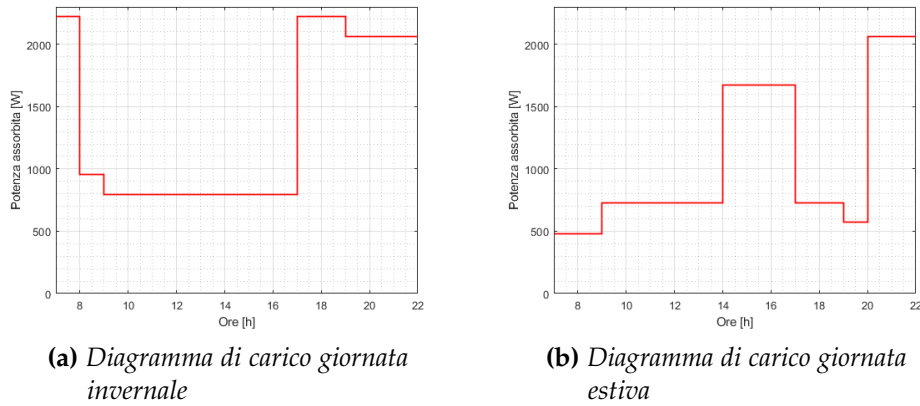 2000
1500
1000
500
0
Potenza assorbita [W]
8 10 12 14 16 18 20 22
Ore [h]
(a) Diagramma di carico giornata
invernale
2000
1500
1000
500
0
Potenza assorbita [W]
8 10 12 14 16 18 20 22
Ore [h]
(b) Diagramma di carico giornata
estiva